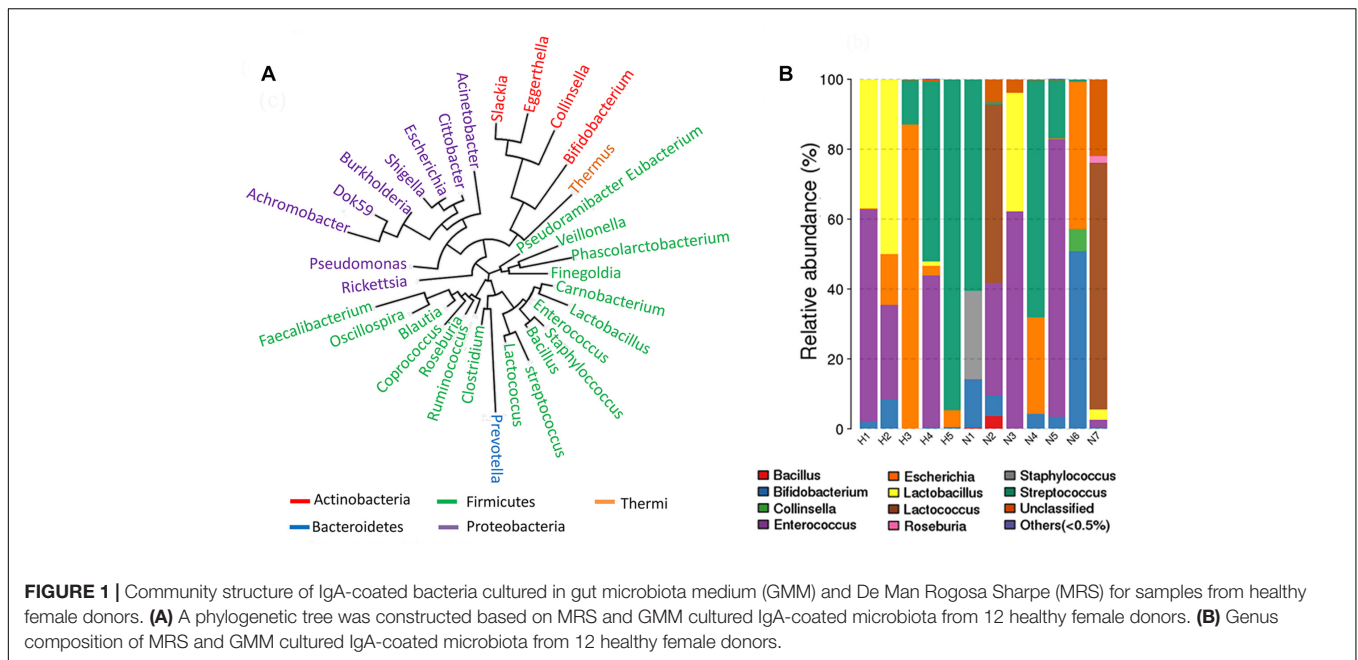 A
Slackia
Eggerthella
Collinsella
Bifidobacterium
Thermus
Pseudoramibacter Eubacterium
Veillonella
Phascolarctobacterium
Finegoldia
Carnobacterium
Lactobacillus
Enterococcus
Staphyloccoccus
Bacillus
streptococcus
Lactococcus
Prevotella
Clostridium
Ruminococcus
Roseburia
Coprococcus
Blautia
Oscillospira
Faecalibacterium
Rickettsia
Pseudomonas
Achromobacter
Dok59
Burkholderia
Shigella
Escherichia
Cittobacter
Acinetobacter
(c)
Actinobacteria
Firmicutes
Thermi
Bacteroidetes
Proteobacteria
B
(b)
Relative abundance (%)
100
80
60
40
20
0
H1 H2 H3 H4 H5 N1 N2 N3 N4 N5 N6 N7
Bacillus
Bifidobacterium
Collinsella
Enterococcus
Escherichia
Lactobacillus
Lactococcus
Roseburia
Staphylococcus
Streptococcus
Unclassified
Others(<0.5%)
FIGURE 1 | Community structure of IgA-coated bacteria cultured in gut microbiota medium (GMM) and De Man Rogosa Sharpe (MRS) for samples from healthy
female donors. (A) A phylogenetic tree was constructed based on MRS and GMM cultured IgA-coated microbiota from 12 healthy female donors. (B) Genus
composition of MRS and GMM cultured IgA-coated microbiota from 12 healthy female donors.